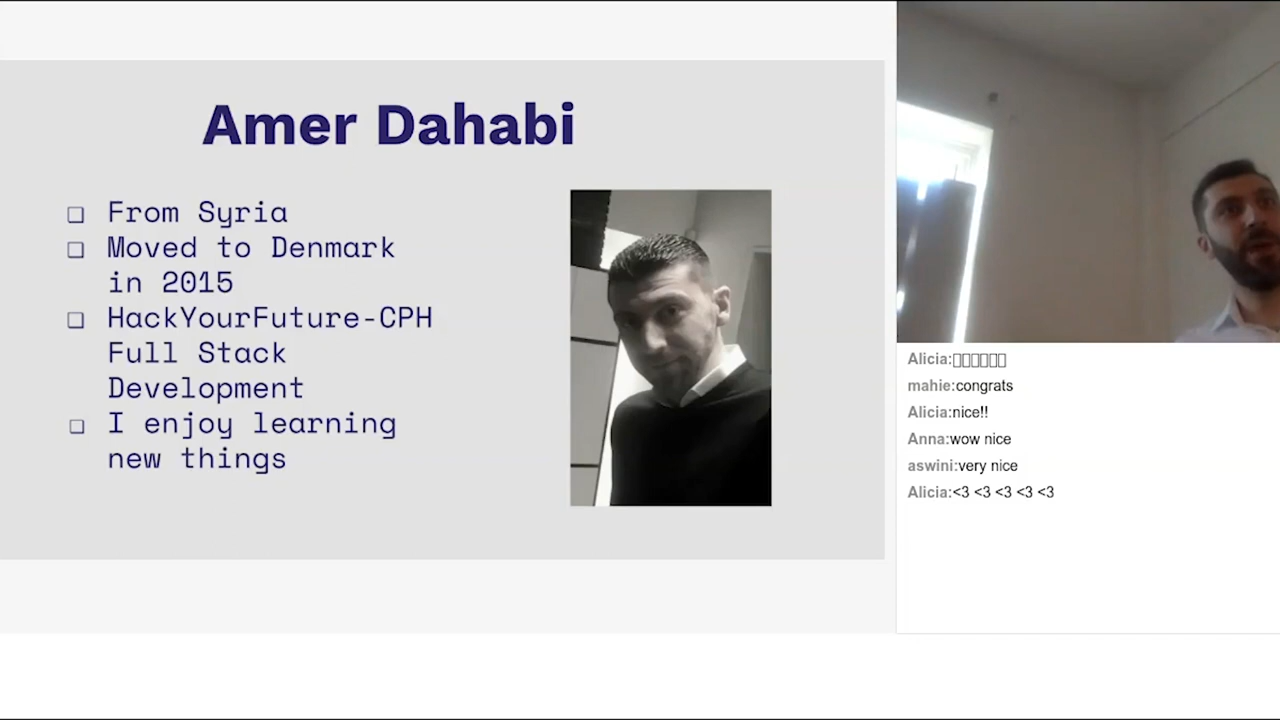 Amer Dahabi
❏ From Syria
❏ Moved to Denmark
in 2015
❏ HackYourFuture-CPH
Full Stack
Development
❏ I enjoy learning
new things
Alicia:▯▯▯▯▯▯
mahie:congrats
Alicia:nice!!
Anna:wow nice
aswini:very nice
Alicia:<3 <3 <3 <3 <3